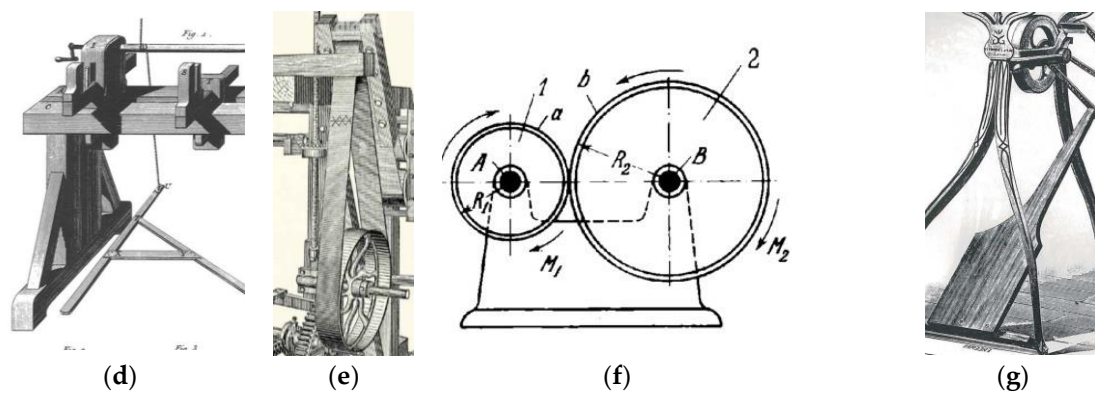 Fig. 1.
C
1
a
b
2
A
B
R₁
R₂
M₁
M₂
(d)
(e)
(f)
(g)